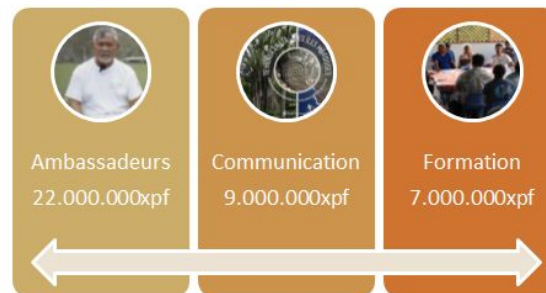 Ambassadeurs
22.000.000xpf
Communication
9.000.000xpf
Formation
7.000.000xpf